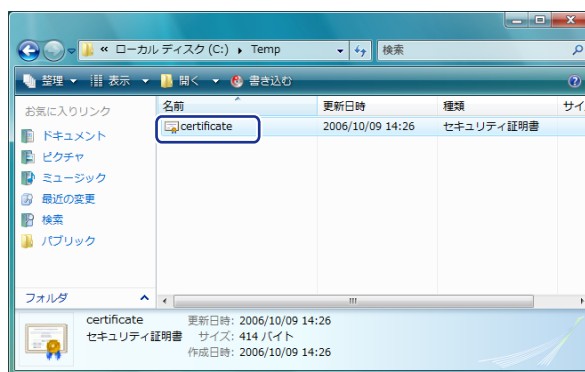 « ローカル ディスク (C:) ▸ Temp 検索
整理 表示 開く 書き込む
お気に入りリンク
ドキュメント
ピクチャ
ミュージック
最近の変更
検索
パブリック
フォルダ
名前 更新日時 種類 サイ
certificate 2006/10/09 14:26 セキュリティ証明書
certificate 更新日時: 2006/10/09 14:26
セキュリティ証明書 サイズ: 414 バイト
作成日時: 2006/10/09 14:26